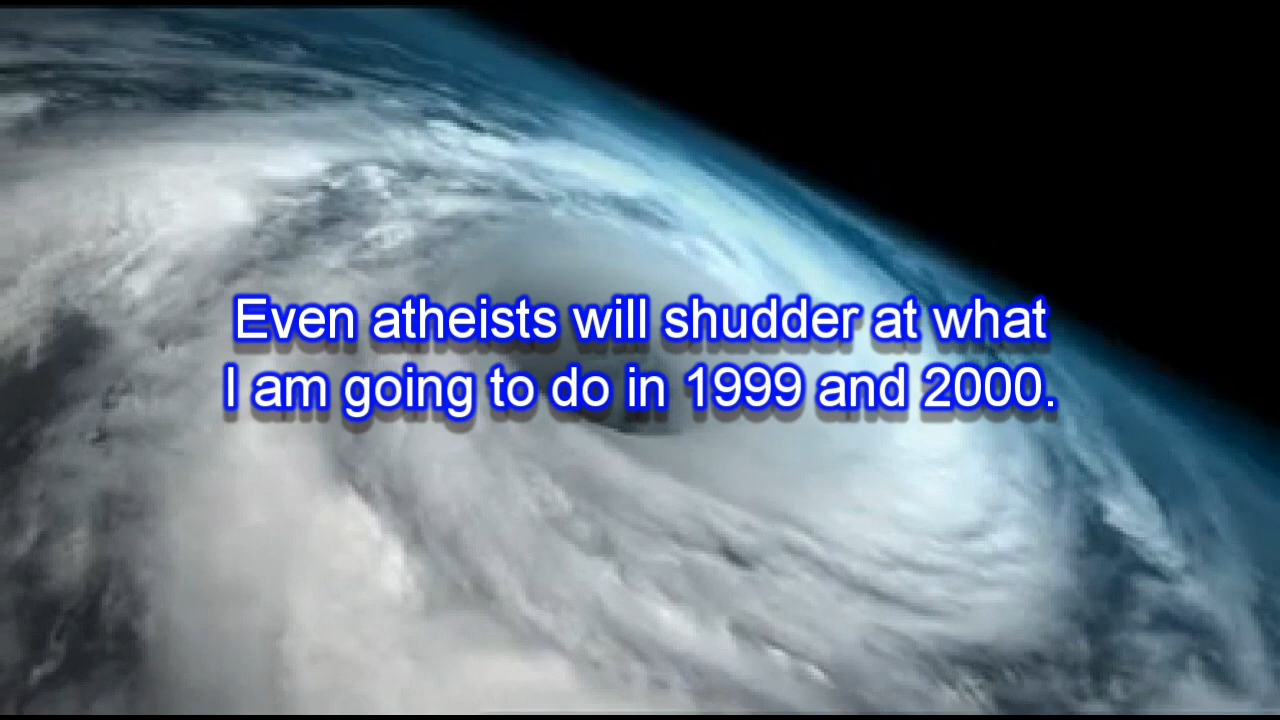 Even atheists will shudder at what
I am going to do in 1999 and 2000.